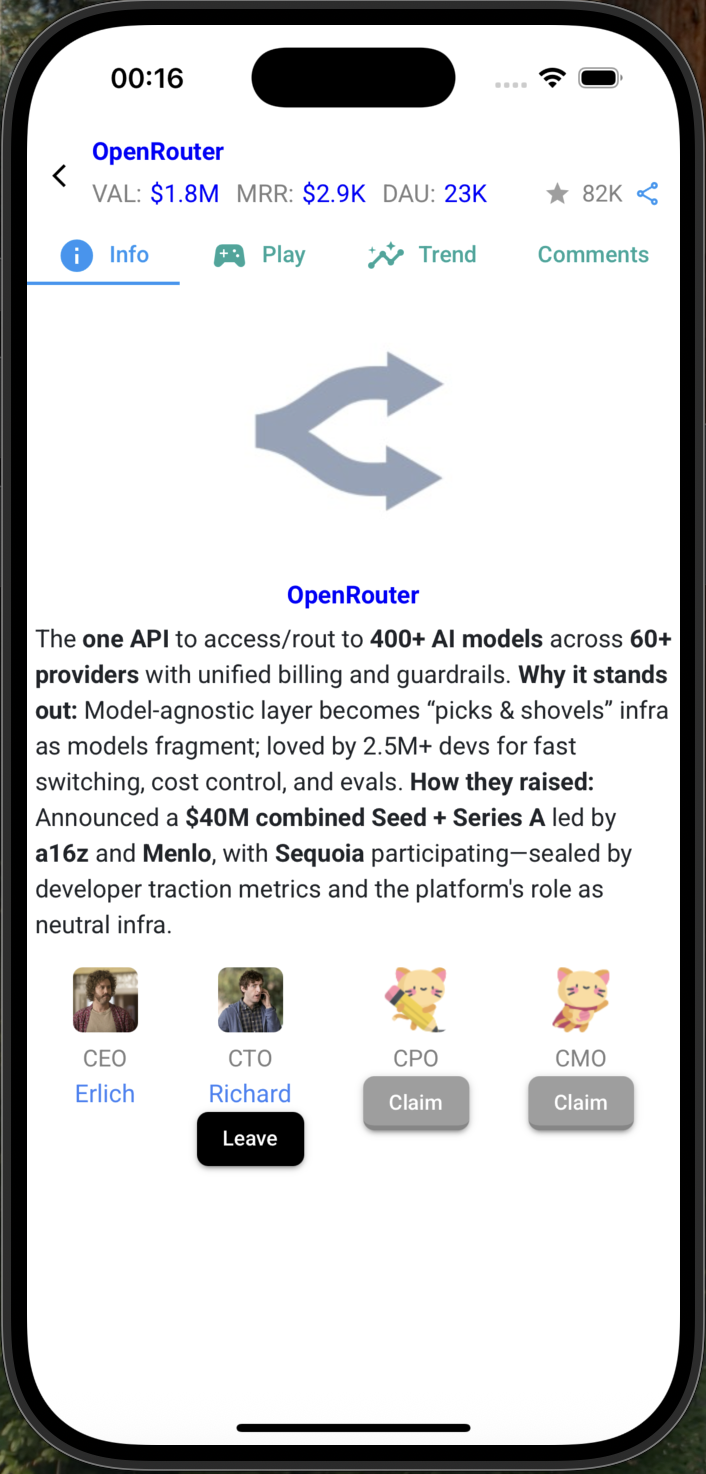 00:16
OpenRouter
VAL: $1.8M MRR: $2.9K DAU: 23K 82K
Info Play Trend Comments
OpenRouter
The one API to access/rout to 400+ AI models across 60+
providers with unified billing and guardrails. Why it stands
out: Model-agnostic layer becomes “picks & shovels” infra
as models fragment; loved by 2.5M+ devs for fast
switching, cost control, and evals. How they raised:
Announced a $40M combined Seed + Series A led by
a16z and Menlo, with Sequoia participating—sealed by
developer traction metrics and the platform's role as
neutral infra.
CEO CTO CPO CMO
Erlich Richard Claim Claim
Leave